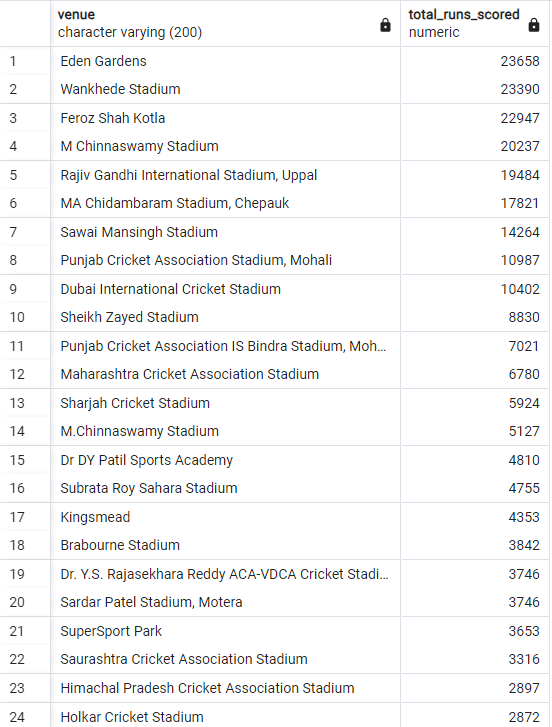 venue
character varying (200)
total_runs_scored
numeric
1 Eden Gardens 23658
2 Wankhede Stadium 23390
3 Feroz Shah Kotla 22947
4 M Chinnaswamy Stadium 20237
5 Rajiv Gandhi International Stadium, Uppal 19484
6 MA Chidambaram Stadium, Chepauk 17821
7 Sawai Mansingh Stadium 14264
8 Punjab Cricket Association Stadium, Mohali 10987
9 Dubai International Cricket Stadium 10402
10 Sheikh Zayed Stadium 8830
11 Punjab Cricket Association IS Bindra Stadium, Moh... 7021
12 Maharashtra Cricket Association Stadium 6780
13 Sharjah Cricket Stadium 5924
14 M.Chinnaswamy Stadium 5127
15 Dr DY Patil Sports Academy 4810
16 Subrata Roy Sahara Stadium 4755
17 Kingsmead 4353
18 Brabourne Stadium 3842
19 Dr. Y.S. Rajasekhara Reddy ACA-VDCA Cricket Stadi... 3746
20 Sardar Patel Stadium, Motera 3746
21 SuperSport Park 3653
22 Saurashtra Cricket Association Stadium 3316
23 Himachal Pradesh Cricket Association Stadium 2897
24 Holkar Cricket Stadium 2872